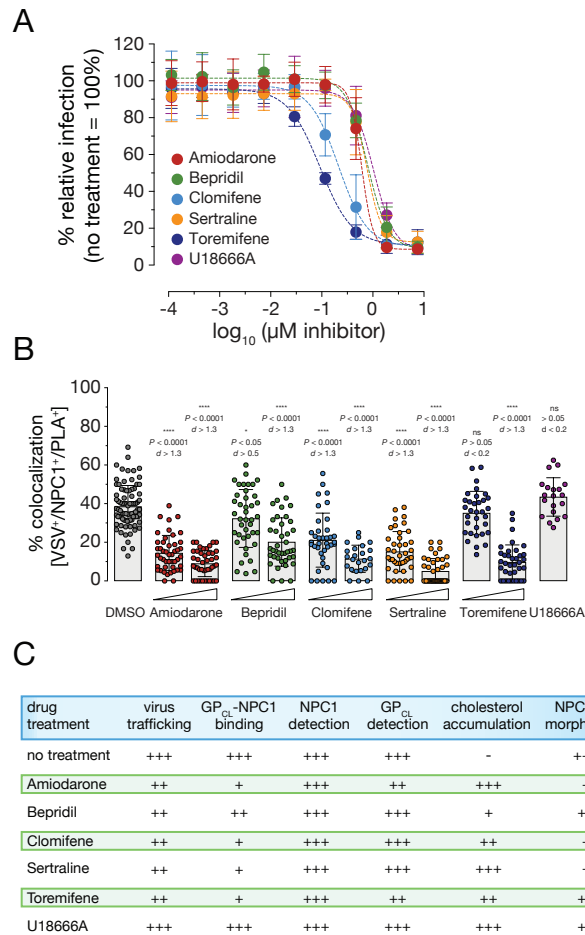 A
120
100
80
60
40
20
0
% relative infection
(no treatment = 100%)
Amiodarone
Bepridil
Clomifene
Sertraline
Toremifene
U18666A
-4 -3 -2 -1 0 1
log10 (µM inhibitor)
B
100
80
60
40
20
0
% colocalization
[VSV+/NPC1+/PLA+]
**** P < 0.0001 d > 1.3
**** P < 0.0001 d > 1.3
* P < 0.05 d > 0.5
**** P < 0.0001 d > 1.3
**** P < 0.0001 d > 1.3
**** P < 0.0001 d > 1.3
**** P < 0.0001 d > 1.3
**** P < 0.0001 d > 1.3
ns P > 0.05 d < 0.2
**** P < 0.0001 d > 1.3
ns > 0.05 d < 0.2
DMSO Amiodarone Bepridil Clomifene Sertraline Toremifene U18666A
C
drug treatment virus trafficking GPCL-NPC1 binding NPC1 detection GPCL detection cholesterol accumulation NPC morph
no treatment +++ +++ +++ +++ -
Amiodarone ++ + +++ ++ +++
Bepridil ++ ++ +++ +++ +
Clomifene ++ + +++ +++ ++
Sertraline ++ + +++ +++ +++
Toremifene ++ + +++ ++ ++
U18666A +++ +++ +++ +++ +++